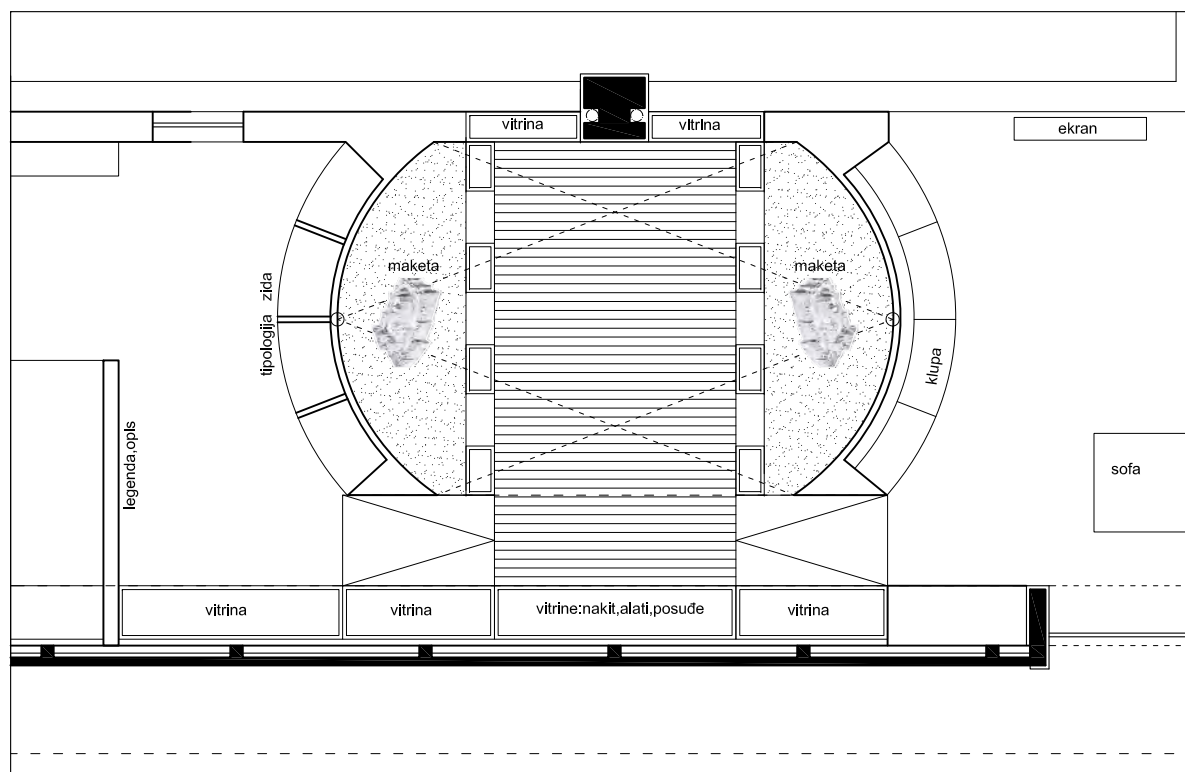 vitrina
vitrina
ekran
maketa
maketa
tipologija zida
klupa
legenda,opis
sofa
vitrina
vitrina
vitrine:nakit,alati,posuđe
vitrina